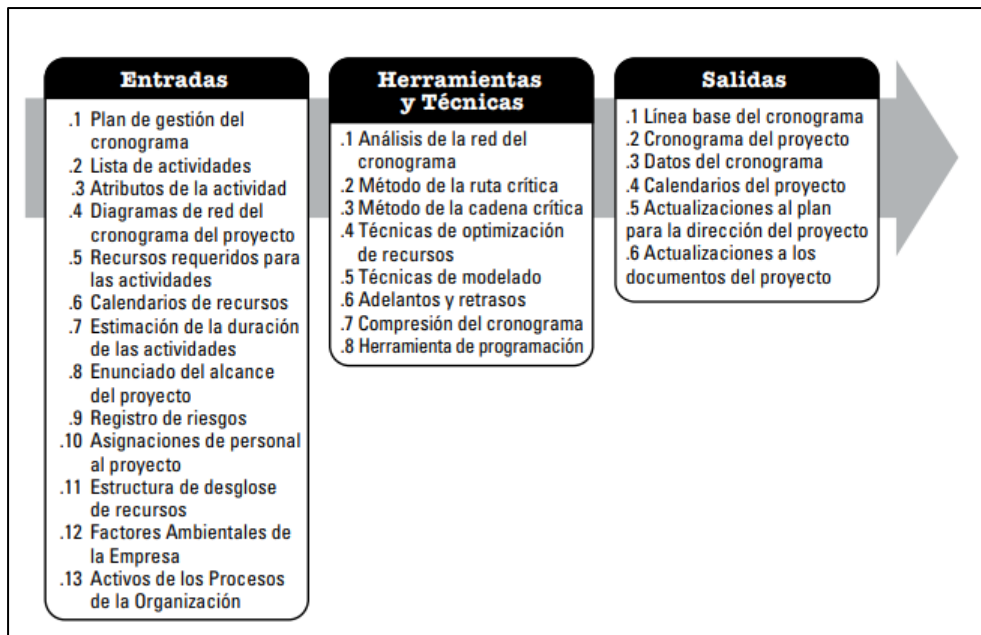 Entradas
.1 Plan de gestión del
cronograma
.2 Lista de actividades
.3 Atributos de la actividad
.4 Diagramas de red del
cronograma del proyecto
.5 Recursos requeridos para
las actividades
.6 Calendarios de recursos
.7 Estimación de la duración
de las actividades
.8 Enunciado del alcance
del proyecto
.9 Registro de riesgos
.10 Asignaciones de personal
al proyecto
.11 Estructura de desglose
de recursos
.12 Factores Ambientales de
la Empresa
.13 Activos de los Procesos
de la Organización
Herramientas
y Técnicas
.1 Análisis de la red del
cronograma
.2 Método de la ruta crítica
.3 Método de la cadena crítica
.4 Técnicas de optimización
de recursos
.5 Técnicas de modelado
.6 Adelantos y retrasos
.7 Compresión del cronograma
.8 Herramienta de programación
Salidas
.1 Línea base del cronograma
.2 Cronograma del proyecto
.3 Datos del cronograma
.4 Calendarios del proyecto
.5 Actualizaciones al plan
para la dirección del proyecto
.6 Actualizaciones a los
documentos del proyecto